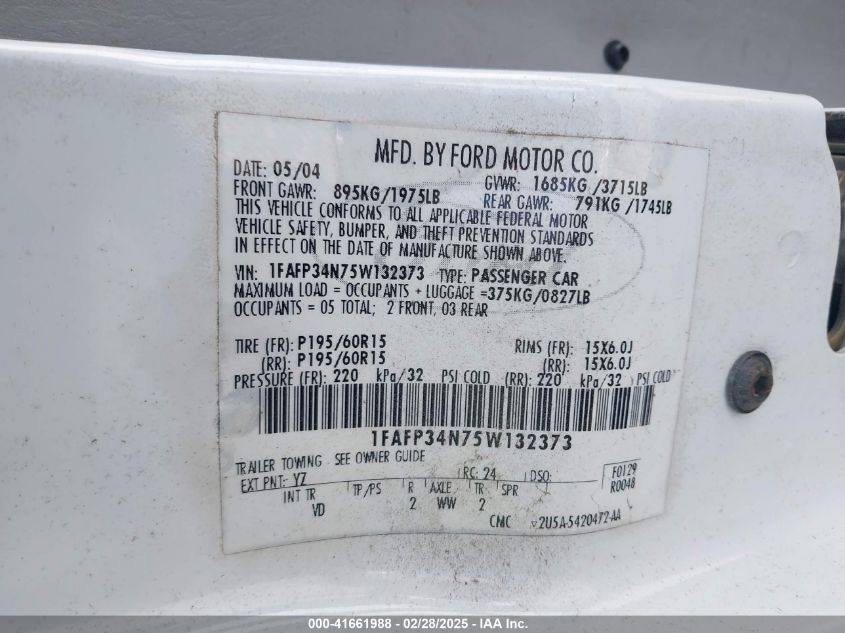 MFD. BY FORD MOTOR CO.
DATE: 05/04 GVWR: 1685KG/3715LB
FRONT GAWR: 895KG/1975LB REAR GAWR: 791KG/1745LB
THIS VEHICLE CONFORMS TO ALL APPLICABLE FEDERAL MOTOR
VEHICLE SAFETY, BUMPER, AND THEFT PREVENTION STANDARDS
IN EFFECT ON THE DATE OF MANUFACTURE SHOWN ABOVE.
VIN: 1FAFP34N75W132373 TYPE: PASSENGER CAR
MAXIMUM LOAD = OCCUPANTS + LUGGAGE =375KG/0827LB
OCCUPANTS = 05 TOTAL; 2 FRONT, 03 REAR
TIRE (FR): P195/60R15 RIMS (FR): 15X6.0J
(RR): P195/60R15 (RR): 15X6.0J
PRESSURE (FR): 220 kPa/32 PSI COLD (RR): 220 kPa/32 PSI COLD
1FAFP34N75W132373
TRAILER TOWING SEE OWNER GUIDE
EXT PNT: YZ RC: 24 DSO: F0129
INT TR TP/PS R AXLE TR SPR R0048
VD 2 WW 2
CMC 2U5A-5420472-AA
000-41661988 - 02/28/2025 - © IAA Inc.